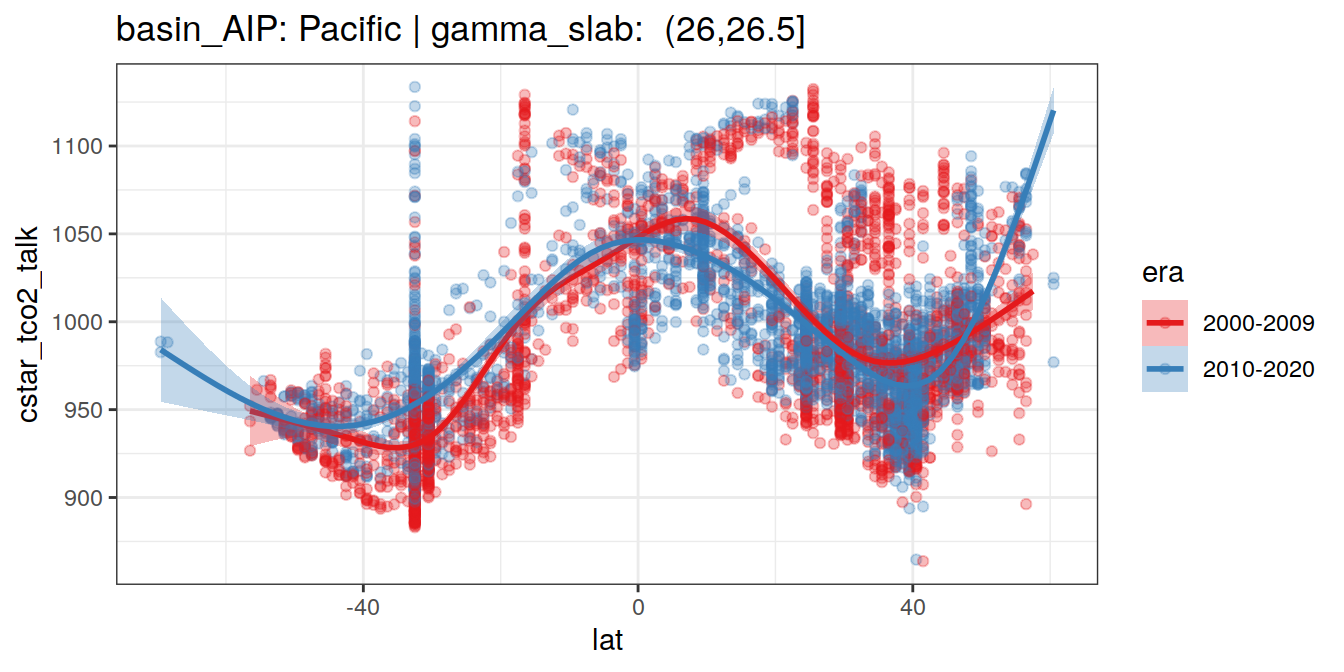 basin_AIP: Pacific | gamma_slab:  (26,26.5]
cstar_tco2_talk
1100
1050
1000
950
900
-40
0
40
lat
era
2000-2009
2010-2020